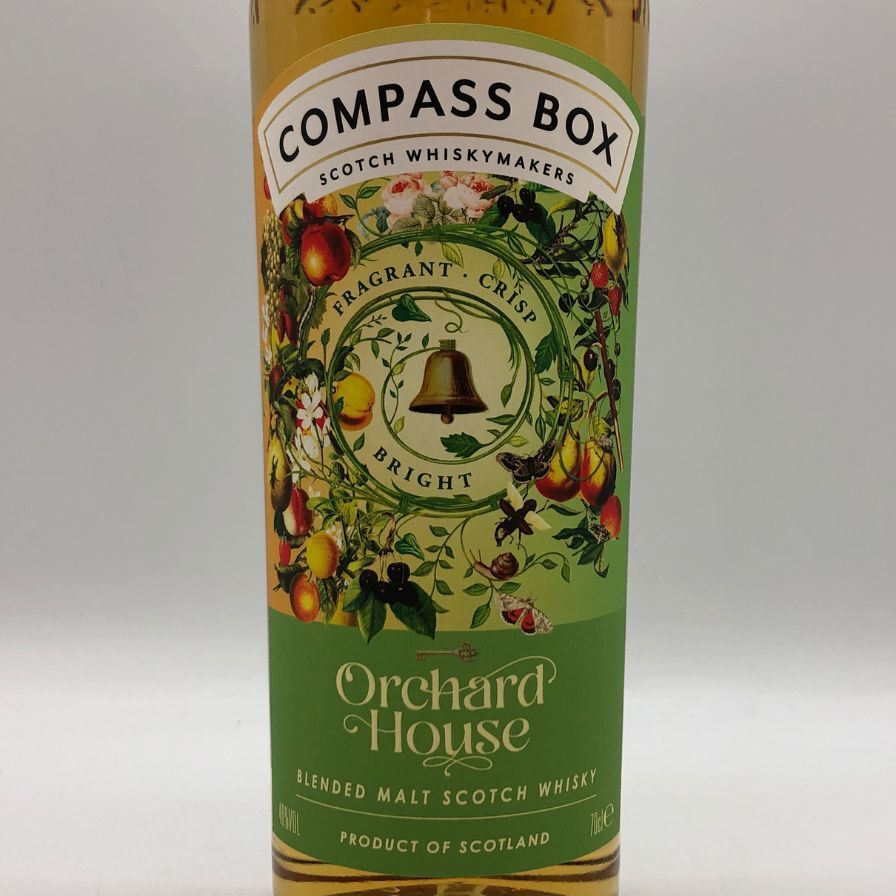 COMPASS BOX
SCOTCH WHISKYMAKERS
FRAGRANT · CRISP
BRIGHT
Orchard
House
BLENDED MALT SCOTCH WHISKY
46%VOL
70cl e
PRODUCT OF SCOTLAND